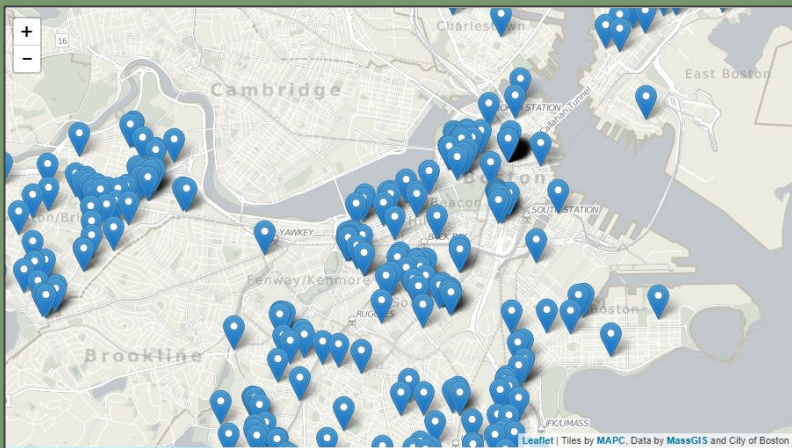 Charlestown
+
16
−
East Boston
Cambridge
STATION
Callahan-Tunnel
Boston
Beacon
SOUTH STATION
YAWKEY
BACK BAY
Fenway/Kenmore
Boston
RUGGLES
Brookline
JFK/UMASS
Leaflet | Tiles by MAPC, Data by MassGIS and City of Boston